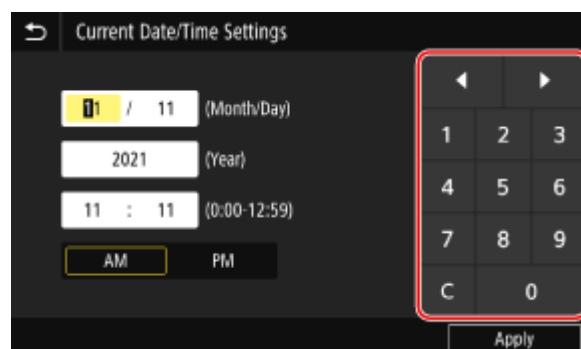 Current Date/Time Settings
11 / 11 (Month/Day)
2021 (Year)
11 : 11 (0:00-12:59)
AM PM
1 2 3
4 5 6
7 8 9
C 0
Apply